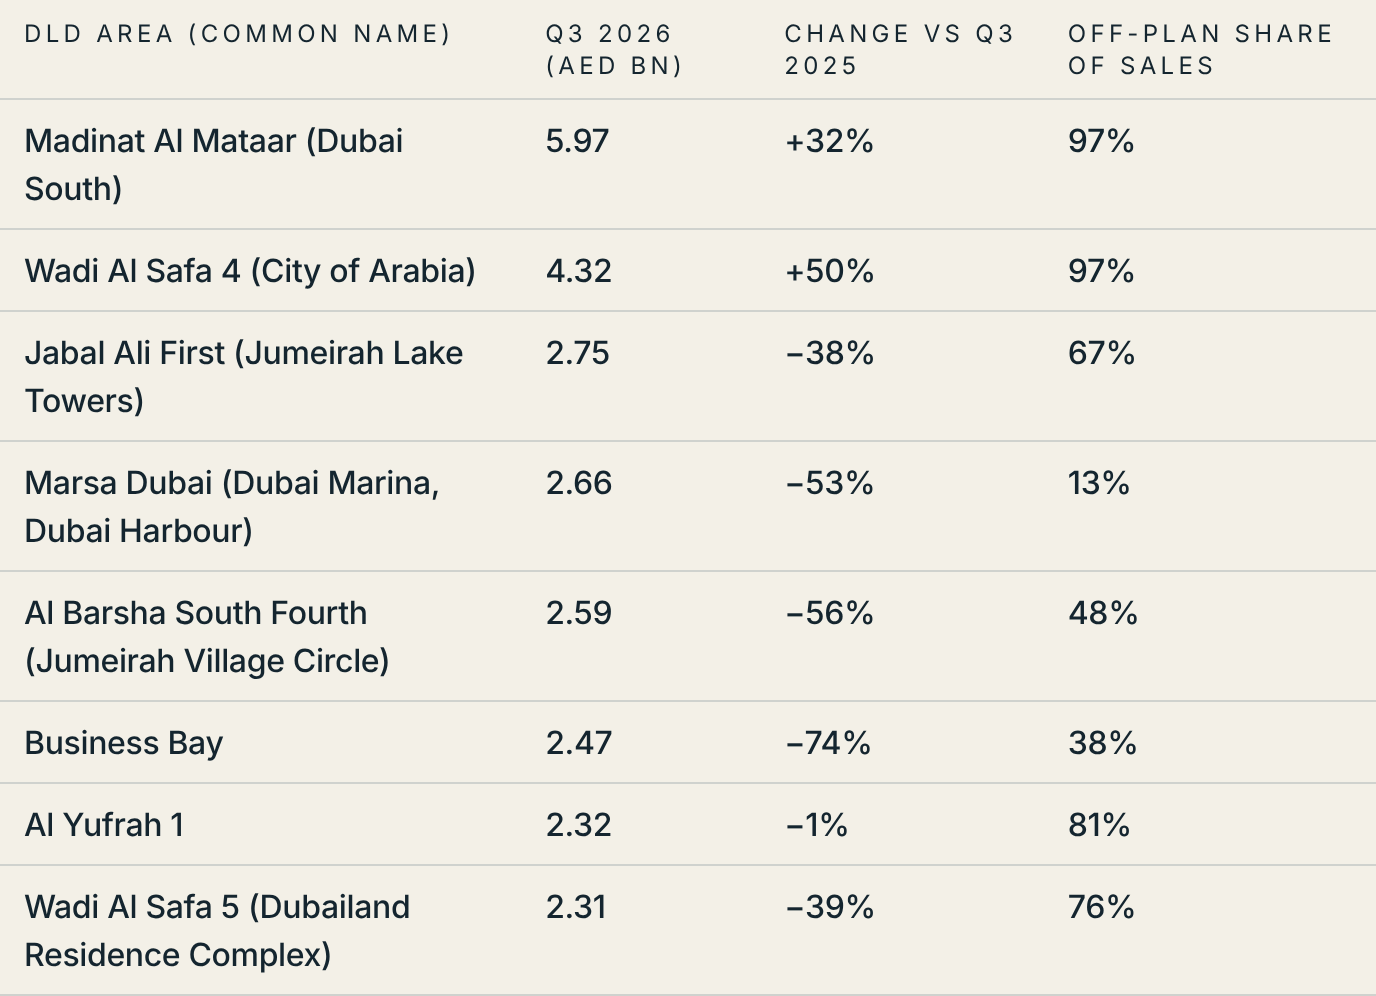 DLD AREA (COMMON NAME)
Q3 2026
(AED BN)
CHANGE VS Q3
2025
OFF-PLAN SHARE
OF SALES
Madinat Al Mataar (Dubai
South)
5.97
+32%
97%
Wadi Al Safa 4 (City of Arabia)
4.32
+50%
97%
Jabal Ali First (Jumeirah Lake
Towers)
2.75
−38%
67%
Marsa Dubai (Dubai Marina,
Dubai Harbour)
2.66
−53%
13%
Al Barsha South Fourth
(Jumeirah Village Circle)
2.59
−56%
48%
Business Bay
2.47
−74%
38%
Al Yufrah 1
2.32
−1%
81%
Wadi Al Safa 5 (Dubailand
Residence Complex)
2.31
−39%
76%